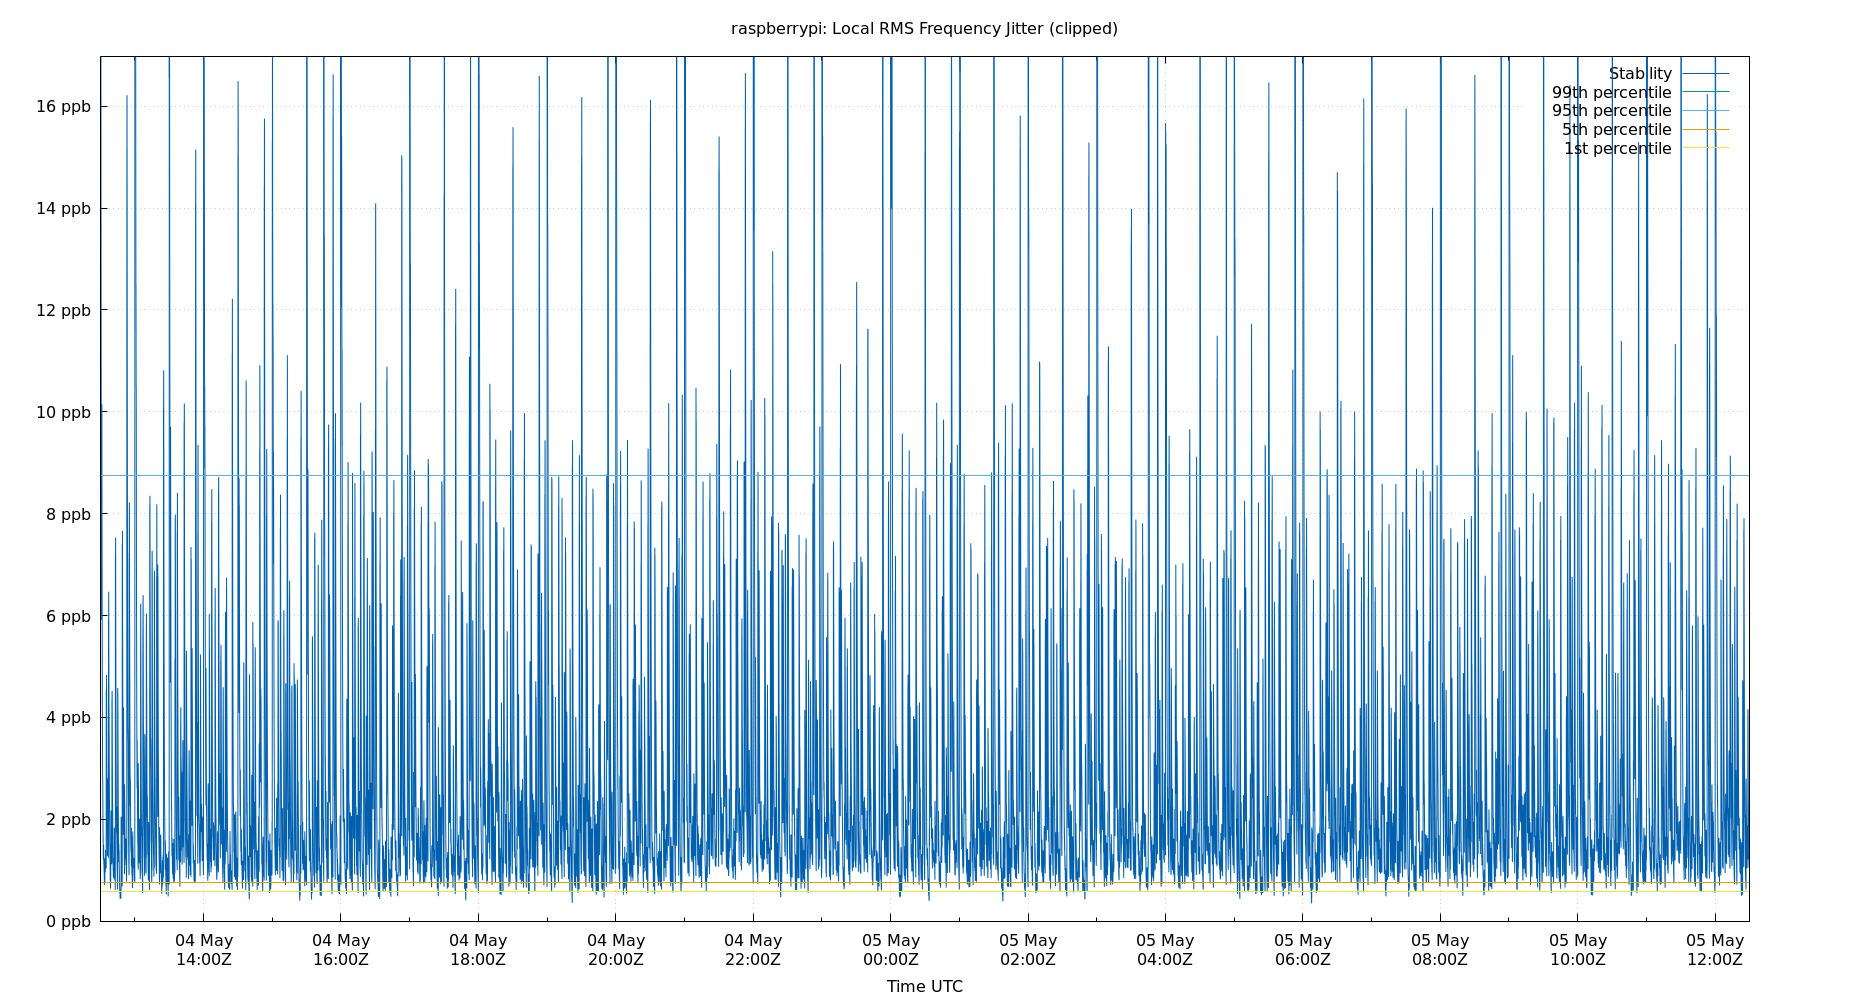 raspberrypi: Local RMS Frequency Jitter (clipped)
Stability
99th percentile
95th percentile
5th percentile
1st percentile
16 ppb
14 ppb
12 ppb
10 ppb
8 ppb
6 ppb
4 ppb
2 ppb
0 ppb
04 May 04 May 04 May 04 May 04 May 05 May 05 May 05 May 05 May 05 May 05 May 05 May
14:00Z 16:00Z 18:00Z 20:00Z 22:00Z 00:00Z 02:00Z 04:00Z 06:00Z 08:00Z 10:00Z 12:00Z
Time UTC